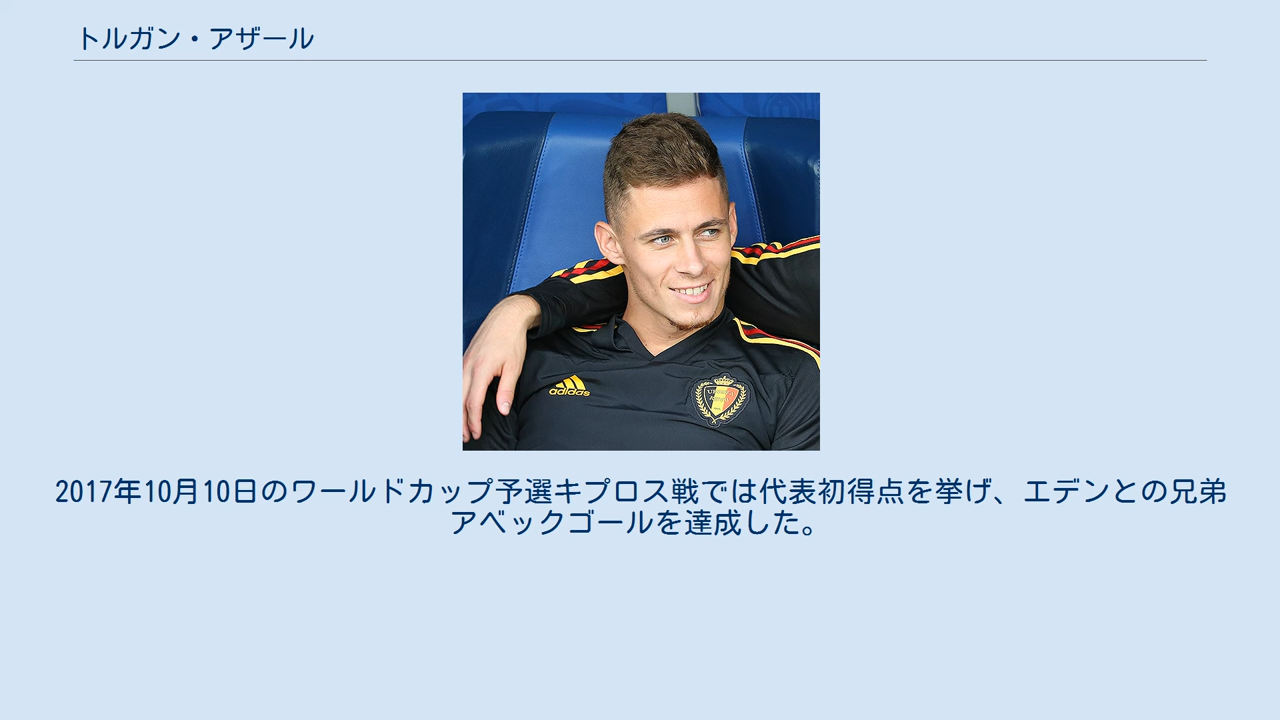 トルガン・アザール
adidas
2017年10月10日のワールドカップ予選キプロス戦では代表初得点を挙げ、エデンとの兄弟
アベックゴールを達成した。